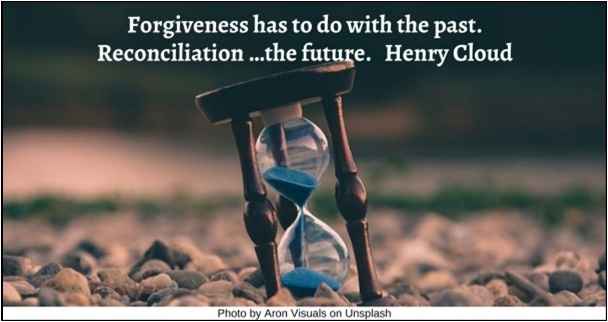 Forgiveness has to do with the past.
Reconciliation ...the future. Henry Cloud
Photo by Aron Visuals on Unsplash